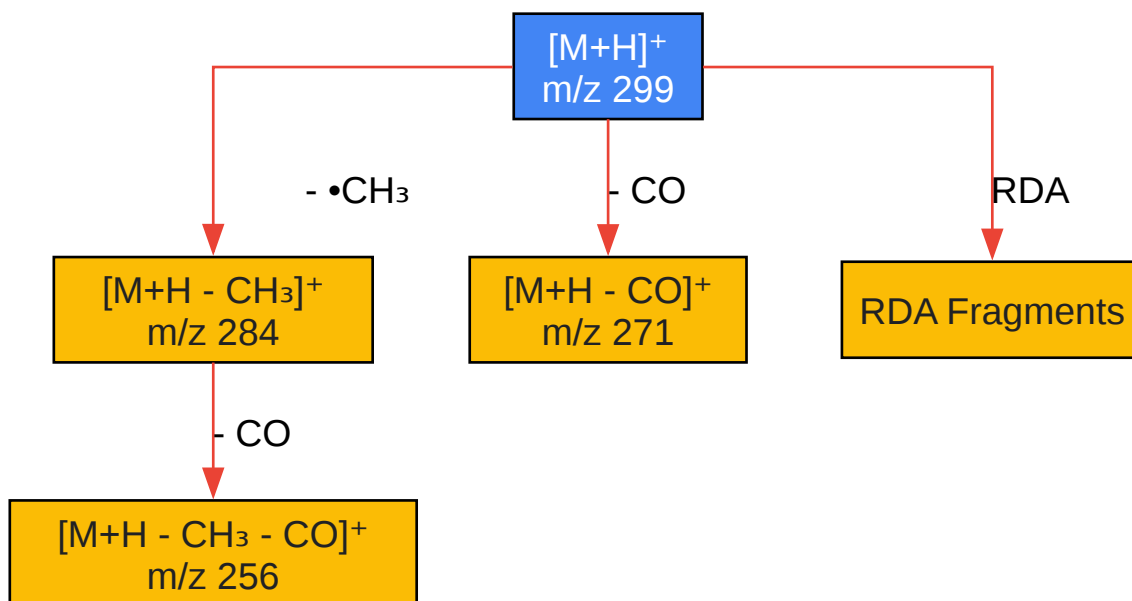 [M+H]⁺
m/z 299
- •CH₃
- CO
RDA
[M+H - CH₃]⁺
m/z 284
[M+H - CO]⁺
m/z 271
RDA Fragments
- CO
[M+H - CH₃ - CO]⁺
m/z 256